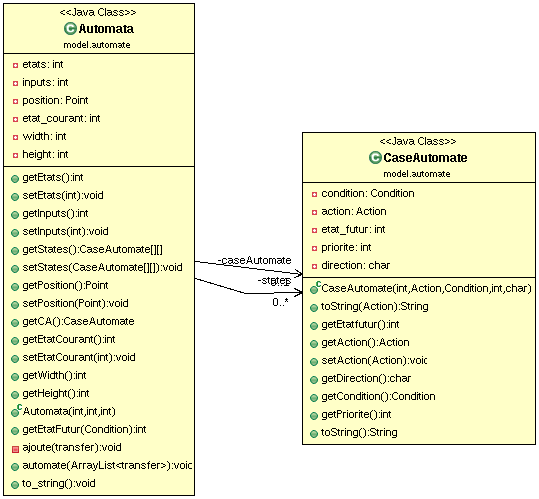 <<Java Class>>
Automata
model.automate
etats: int
inputs: int
position: Point
etat_courant: int
width: int
height: int
getEtats():int
setEtats(int):void
getInputs():int
setInputs(int):void
getStates():CaseAutomate[][]
setStates(CaseAutomate[][]):void
getPosition():Point
setPosition(Point):void
getCA():CaseAutomate
getEtatCourant():int
setEtatCourant(int):void
getWidth():int
getHeight():int
Automata(int,int,int)
getEtatFutur(Condition):int
ajoute(transfer):void
automate(ArrayList<transfer>):void
to_string():void
-caseAutomate
-states
0..*
<<Java Class>>
CaseAutomate
model.automate
condition: Condition
action: Action
etat_futur: int
priorite: int
direction: char
CaseAutomate(int,Action,Condition,int,char)
toString(Action):String
getEtatfutur():int
getAction():Action
setAction(Action):void
getDirection():char
getCondition():Condition
getPriorite():int
toString():String